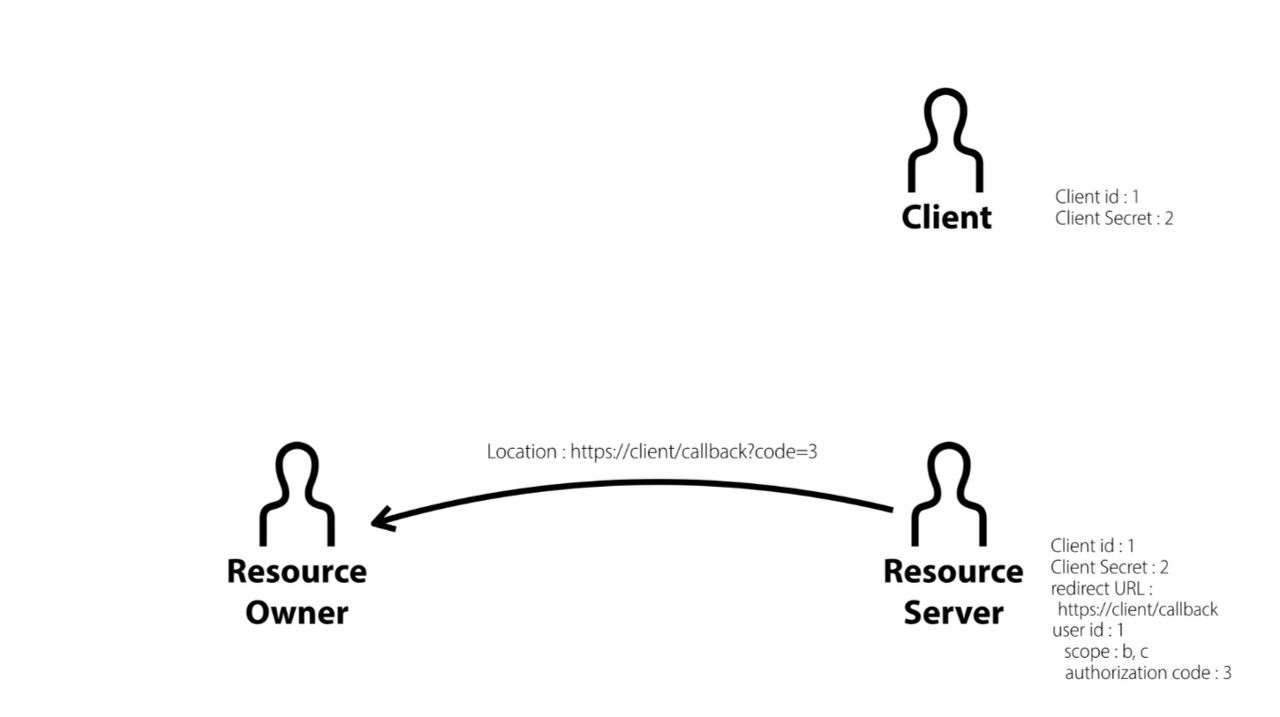 Client
Client id : 1
Client Secret : 2
Location : https://client/callback?code=3
Resource
Owner
Resource
Server
Client id : 1
Client Secret : 2
redirect URL :
https://client/callback
user id : 1
scope : b, c
authorization code : 3